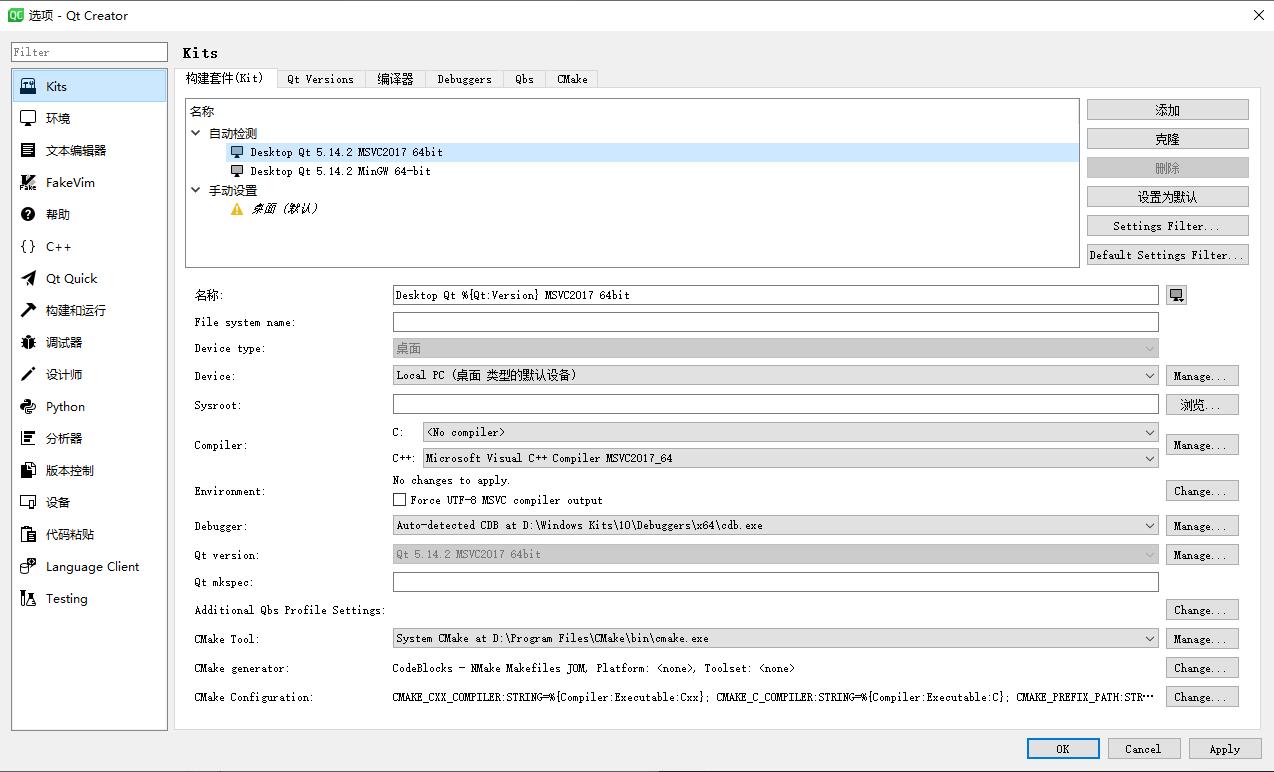 选项 - Qt Creator
Filter
Kits
环境
文本编辑器
FakeVim
帮助
C++
Qt Quick
构建和运行
调试器
设计师
Python
分析器
版本控制
设备
代码粘贴
Language Client
Testing
Kits
构建套件(Kit) Qt Versions 编译器 Debuggers Qbs CMake
名称
自动检测
Desktop Qt 5.14.2 MSVC2017 64bit
Desktop Qt 5.14.2 MinGW 64-bit
手动设置
桌面 (默认)
添加
克隆
删除
设置为默认
Settings Filter...
Default Settings Filter...
名称: Desktop Qt %{Qt:Version} MSVC2017 64bit
File system name:
Device type: 桌面
Device: Local PC (桌面 类型的默认设备) Manage...
Sysroot: 浏览...
Compiler: C: <No compiler>
C++: Microsoft Visual C++ Compiler MSVC2017_64 Manage...
Environment: No changes to apply. Change...
Force UTF-8 MSVC compiler output
Debugger: Auto-detected CDB at D:\Windows Kits\10\Debuggers\x64\cdb.exe Manage...
Qt version: Qt 5.14.2 MSVC2017 64bit Manage...
Qt mkspec:
Additional Qbs Profile Settings: Change...
CMake Tool: System CMake at D:\Program Files\CMake\bin\cmake.exe Manage...
CMake generator: CodeBlocks - NMake Makefiles JOM, Platform: <none>, Toolset: <none> Change...
CMake Configuration: CMAKE_CXX_COMPILER:STRING=%{Compiler:Executable:Cxx}; CMAKE_C_COMPILER:STRING=%{Compiler:Executable:C}; CMAKE_PREFIX_PATH:STR… Change...
OK Cancel Apply